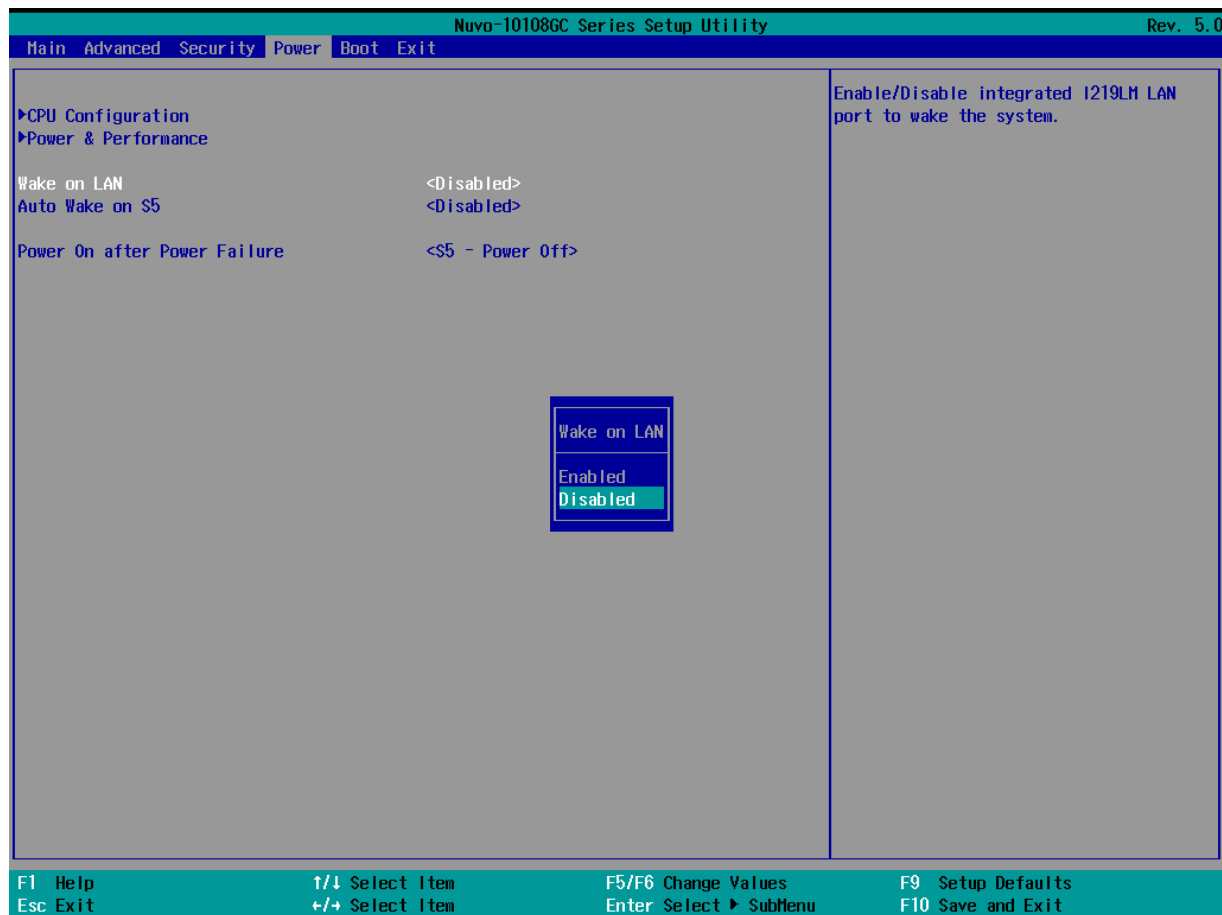 Nuvo-10108GC Series Setup Utility Rev. 5.0
Main Advanced Security Power Boot Exit
▶CPU Configuration
▶Power & Performance
Wake on LAN <Disabled>
Auto Wake on S5 <Disabled>
Power On after Power Failure <S5 - Power Off>
Enable/Disable integrated I219LM LAN
port to wake the system.
Wake on LAN
Enabled
Disabled
F1 Help ↑/↓ Select Item F5/F6 Change Values F9 Setup Defaults
Esc Exit ←/→ Select Item Enter Select ▶ SubMenu F10 Save and Exit